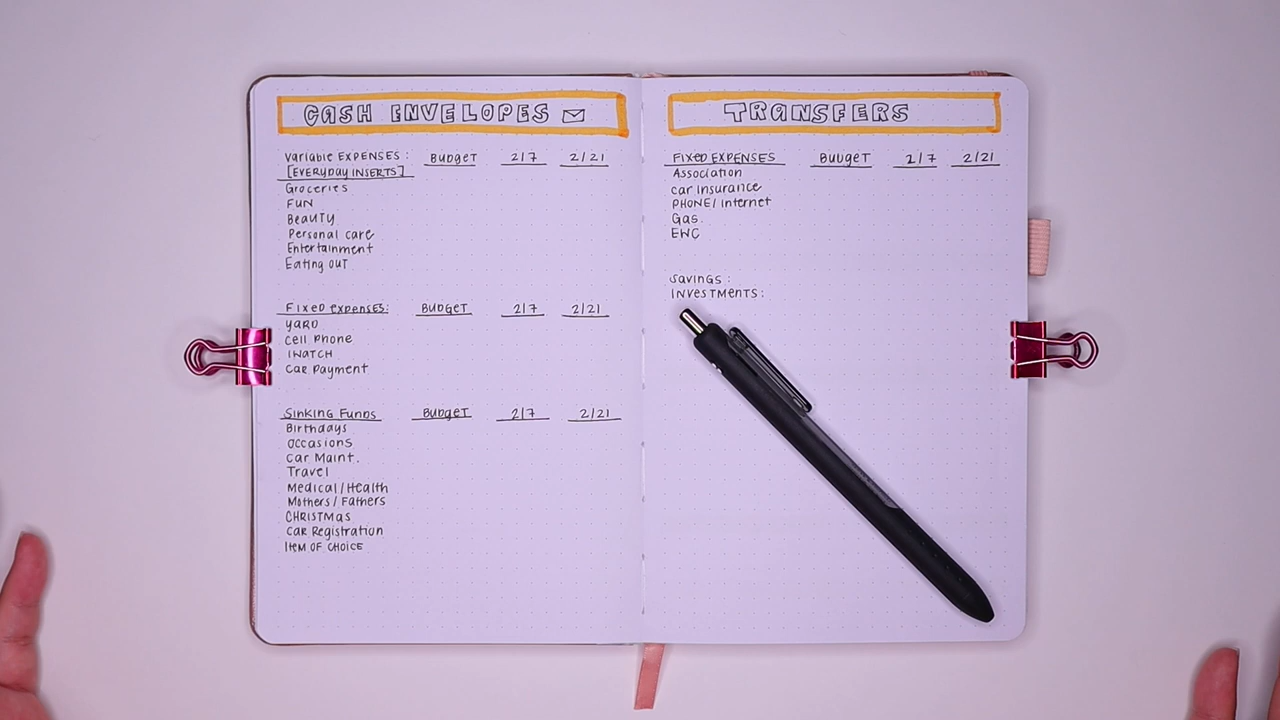 CASH ENVELOPES
Variable EXPENSES: BUDGET 2/7 2/21
[EVERYDAY INSERTS]
Groceries
FUN
BEAUTY
Personal care
Entertainment
Eating OUT
Fixed expenses: BUDGET 2/7 2/21
YARD
Cell Phone
IWATCH
Car Payment
Sinking Funds BUDGET 2/7 2/21
Birthdays
Occasions
Car Maint.
Travel
Medical/Health
Mothers/Fathers
CHRISTMAS
Car Registration
ITEM OF CHOICE
TRANSFERS
FIXED EXPENSES BUDGET 2/7 2/21
Association
car insurance
PHONE/ Internet
Gas.
EWC
SAVINGS:
INVESTMENTS: